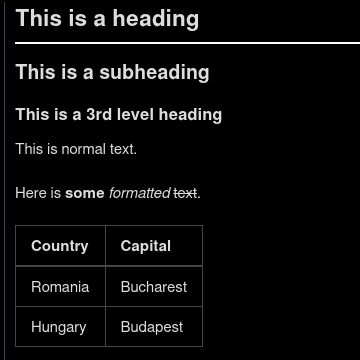 This is a heading
This is a subheading
This is a 3rd level heading
This is normal text.
Here is some formatted text.
Country Capital
Romania Bucharest
Hungary Budapest